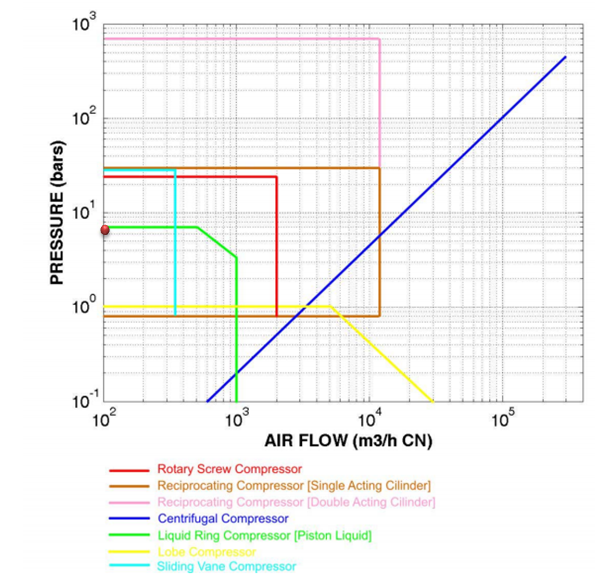 10³
10²
10¹
10⁰
10⁻¹
PRESSURE (bars)
10² 10³ 10⁴ 10⁵
AIR FLOW (m3/h CN)
Rotary Screw Compressor
Reciprocating Compressor [Single Acting Cilinder]
Reciprocating Compressor [Double Acting Cilinder]
Centrifugal Compressor
Liquid Ring Compressor [Piston Liquid]
Lobe Compressor
Sliding Vane Compressor